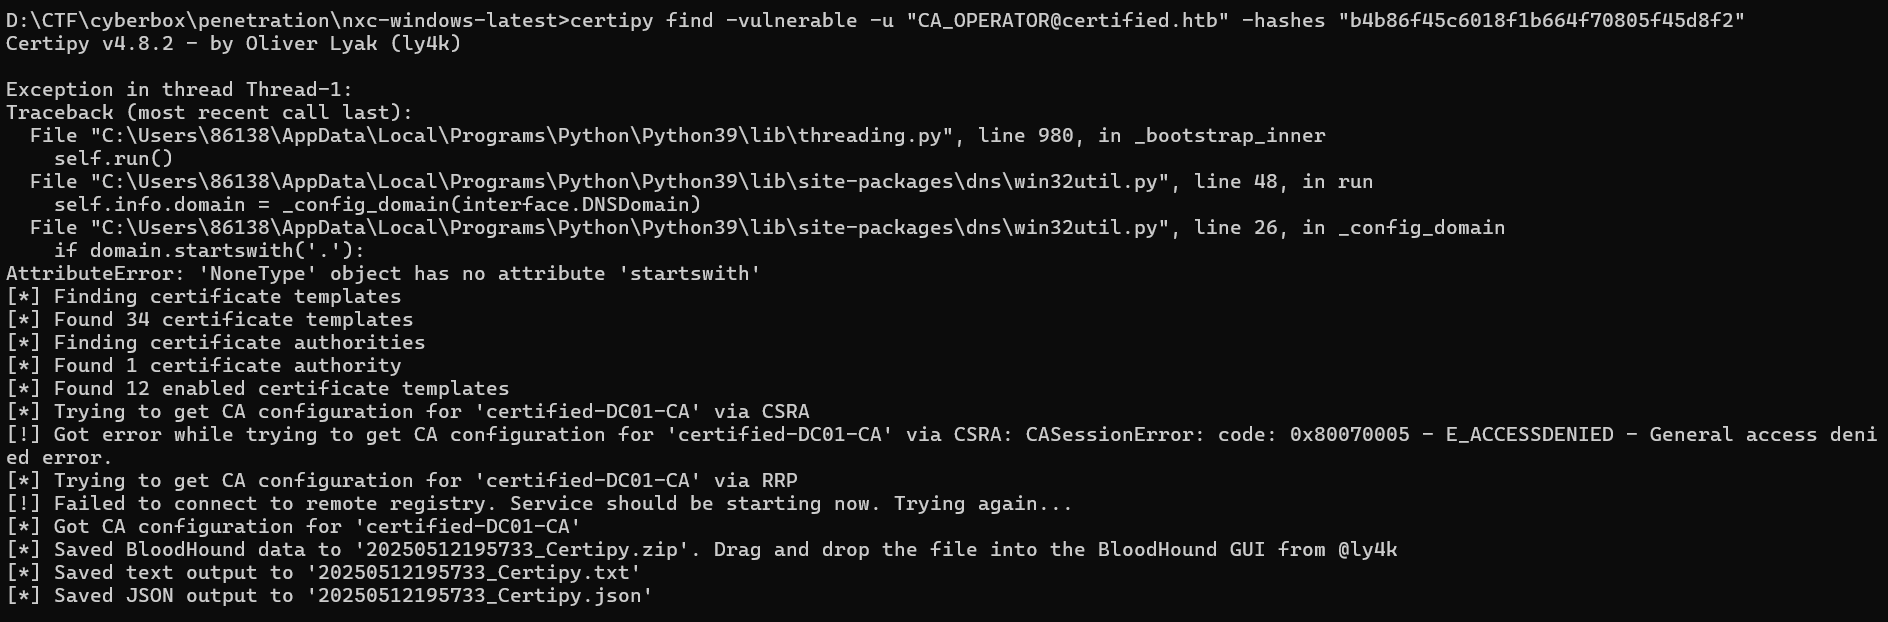 D:\CTF\cyberbox\penetration\nxc-windows-latest>certipy find -vulnerable -u "CA_OPERATOR@certified.htb" -hashes "b4b86f45c6018f1b664f70805f45d8f2"
Certipy v4.8.2 - by Oliver Lyak (ly4k)

Exception in thread Thread-1:
Traceback (most recent call last):
  File "C:\Users\86138\AppData\Local\Programs\Python\Python39\lib\threading.py", line 980, in _bootstrap_inner
    self.run()
  File "C:\Users\86138\AppData\Local\Programs\Python\Python39\lib\site-packages\dns\win32util.py", line 48, in run
    self.info.domain = _config_domain(interface.DNSDomain)
  File "C:\Users\86138\AppData\Local\Programs\Python\Python39\lib\site-packages\dns\win32util.py", line 26, in _config_domain
    if domain.startswith('.'):
AttributeError: 'NoneType' object has no attribute 'startswith'
[*] Finding certificate templates
[*] Found 34 certificate templates
[*] Finding certificate authorities
[*] Found 1 certificate authority
[*] Found 12 enabled certificate templates
[*] Trying to get CA configuration for 'certified-DC01-CA' via CSRA
[!] Got error while trying to get CA configuration for 'certified-DC01-CA' via CSRA: CASessionError: code: 0x80070005 - E_ACCESSDENIED - General access deni
ed error.
[*] Trying to get CA configuration for 'certified-DC01-CA' via RRP
[!] Failed to connect to remote registry. Service should be starting now. Trying again...
[*] Got CA configuration for 'certified-DC01-CA'
[*] Saved BloodHound data to '20250512195733_Certipy.zip'. Drag and drop the file into the BloodHound GUI from @ly4k
[*] Saved text output to '20250512195733_Certipy.txt'
[*] Saved JSON output to '20250512195733_Certipy.json'